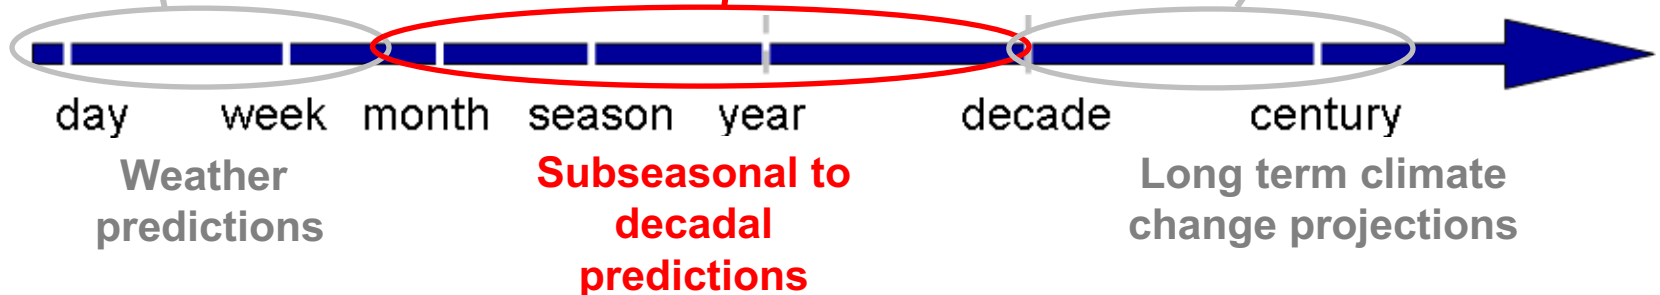 day week month season year decade century
Weather
predictions
Subseasonal to
decadal
predictions
Long term climate
change projections